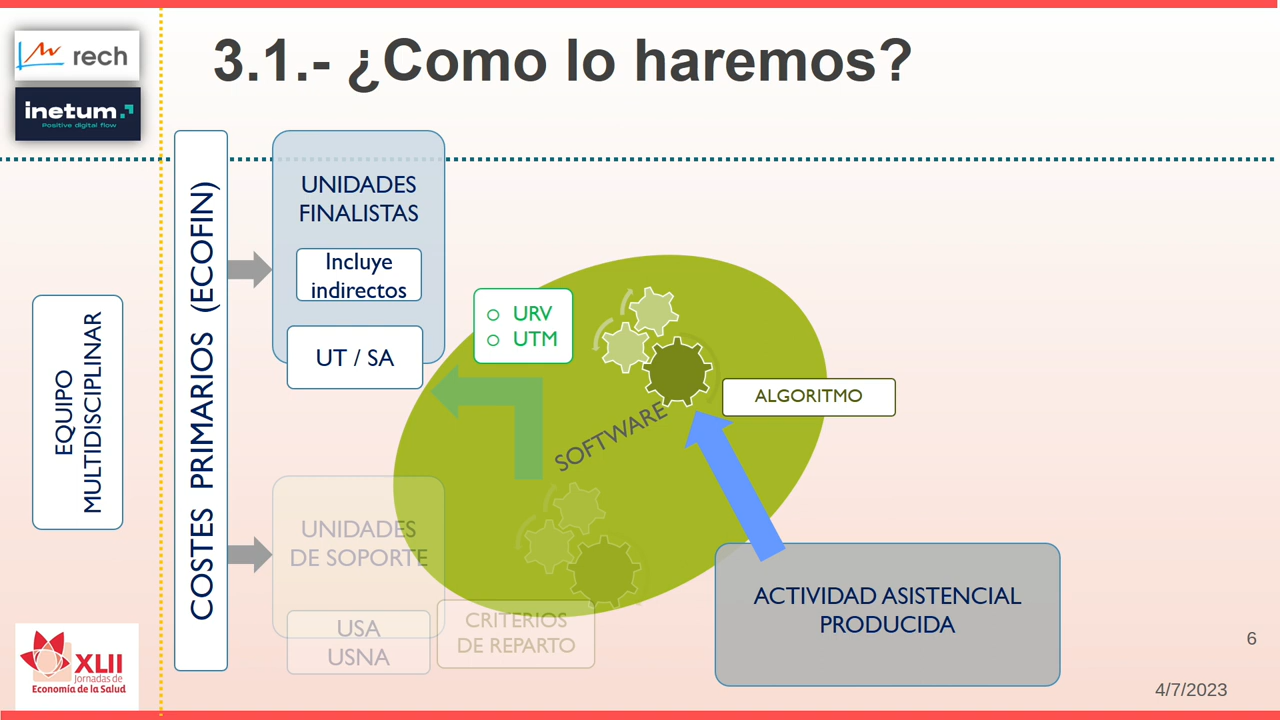 rech
inetum.
Positive digital flow
3.1.- ¿Como lo haremos?
EQUIPO
MULTIDISCIPLINAR
COSTES PRIMARIOS (ECOFIN)
UNIDADES
FINALISTAS
Incluye
indirectos
UT / SA
URV
UTM
SOFTWARE
ALGORITMO
UNIDADES
DE SOPORTE
USA
USNA
CRITERIOS
DE REPARTO
ACTIVIDAD ASISTENCIAL
PRODUCIDA
XLII
Jornadas de
Economía de la Salud
6
4/7/2023